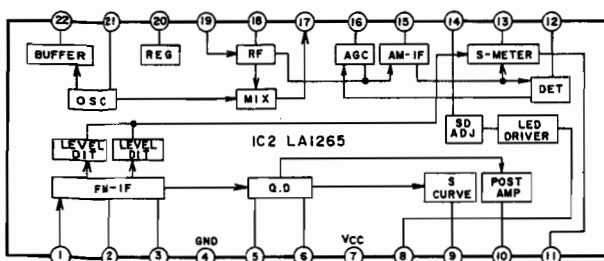 22 21 20 19 18 17 16 15 14 13 12
BUFFER REG RF AGC AM-IF S-METER
OSC MIX DET
SD ADJ LED DRIVER
IC2 LA1265
LEVEL DIT LEVEL DIT
FM-IF Q.D S CURVE POST AMP
GND VCC
1 2 3 4 5 6 7 8 9 10 11